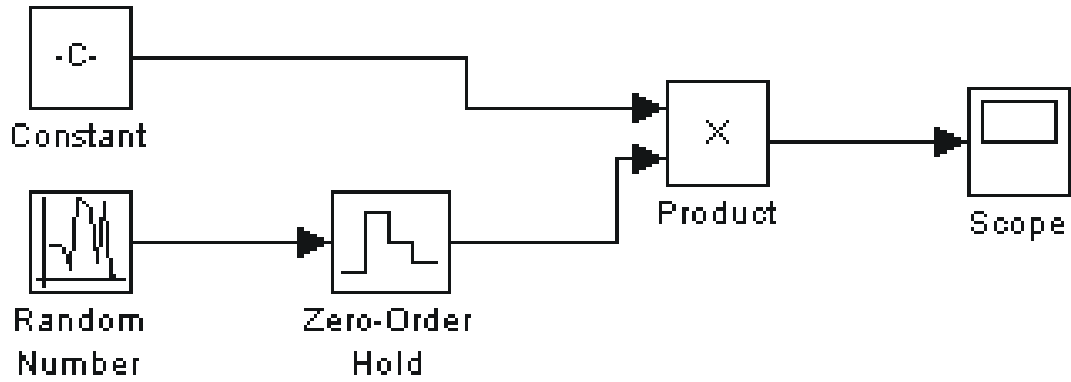 -C-
Constant
X
Product
Scope
Random
Number
Zero-Order
Hold